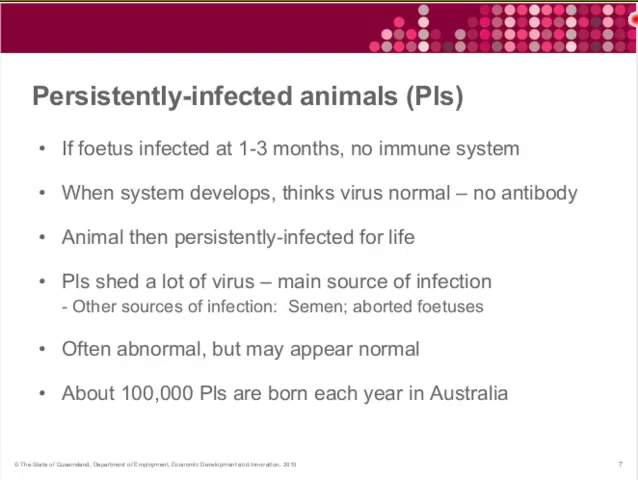 Persistently-infected animals (PIs)
• If foetus infected at 1-3 months, no immune system
• When system develops, thinks virus normal – no antibody
• Animal then persistently-infected for life
• PIs shed a lot of virus – main source of infection
- Other sources of infection: Semen; aborted foetuses
• Often abnormal, but may appear normal
• About 100,000 PIs are born each year in Australia
© The State of Queensland, Department of Employment, Economic Development and Innovation, 2010
7